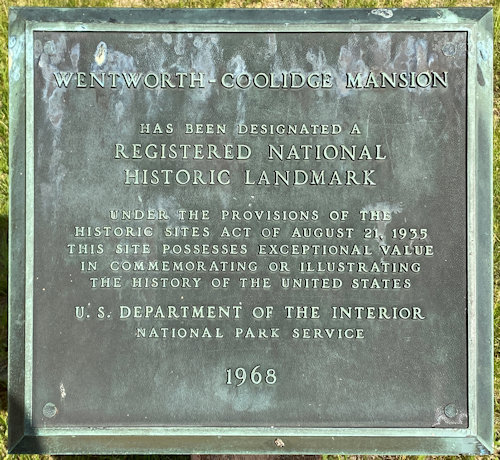 WENTWORTH-COOLIDGE MANSION
HAS BEEN DESIGNATED A
REGISTERED NATIONAL
HISTORIC LANDMARK
UNDER THE PROVISIONS OF THE
HISTORIC SITES ACT OF AUGUST 21, 1935
THIS SITE POSSESSES EXCEPTIONAL VALUE
IN COMMEMORATING OR ILLUSTRATING
THE HISTORY OF THE UNITED STATES
U. S. DEPARTMENT OF THE INTERIOR
NATIONAL PARK SERVICE
1968